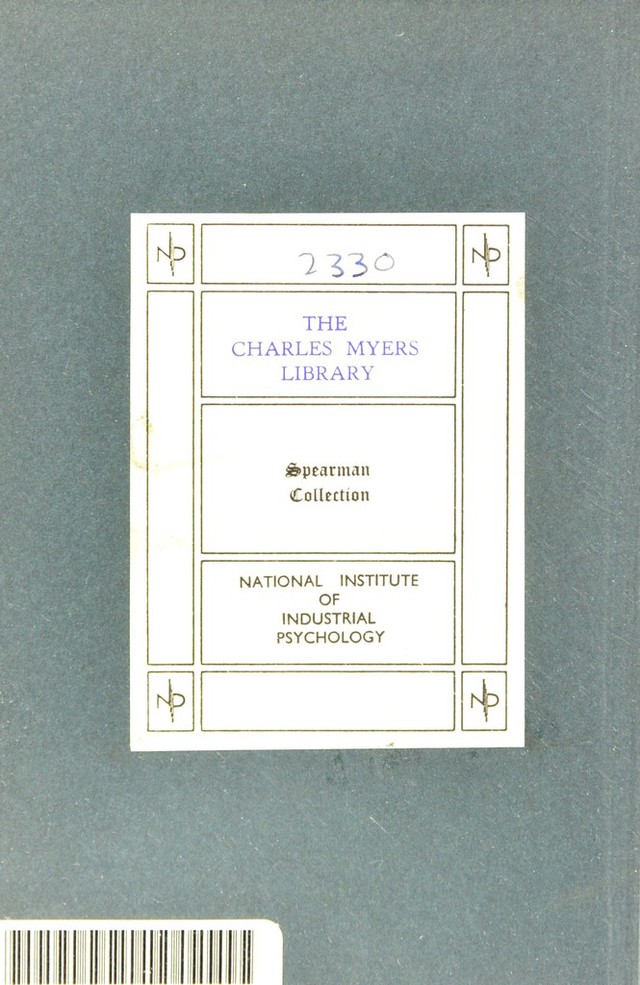 2330
THE
CHARLES MYERS
LIBRARY
Spearman
Collection
NATIONAL INSTITUTE
OF
INDUSTRIAL
PSYCHOLOGY